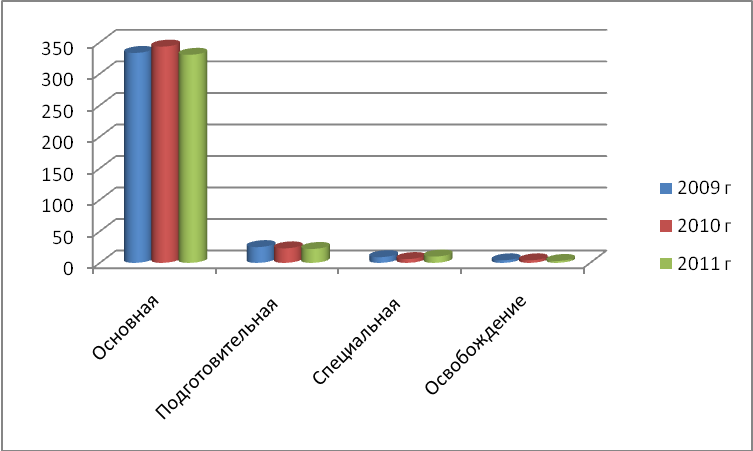 350
300
250
200
150
100
50
0
Основная
Подготовительная
Специальная
Освобождение
2009 г
2010 г
2011 г